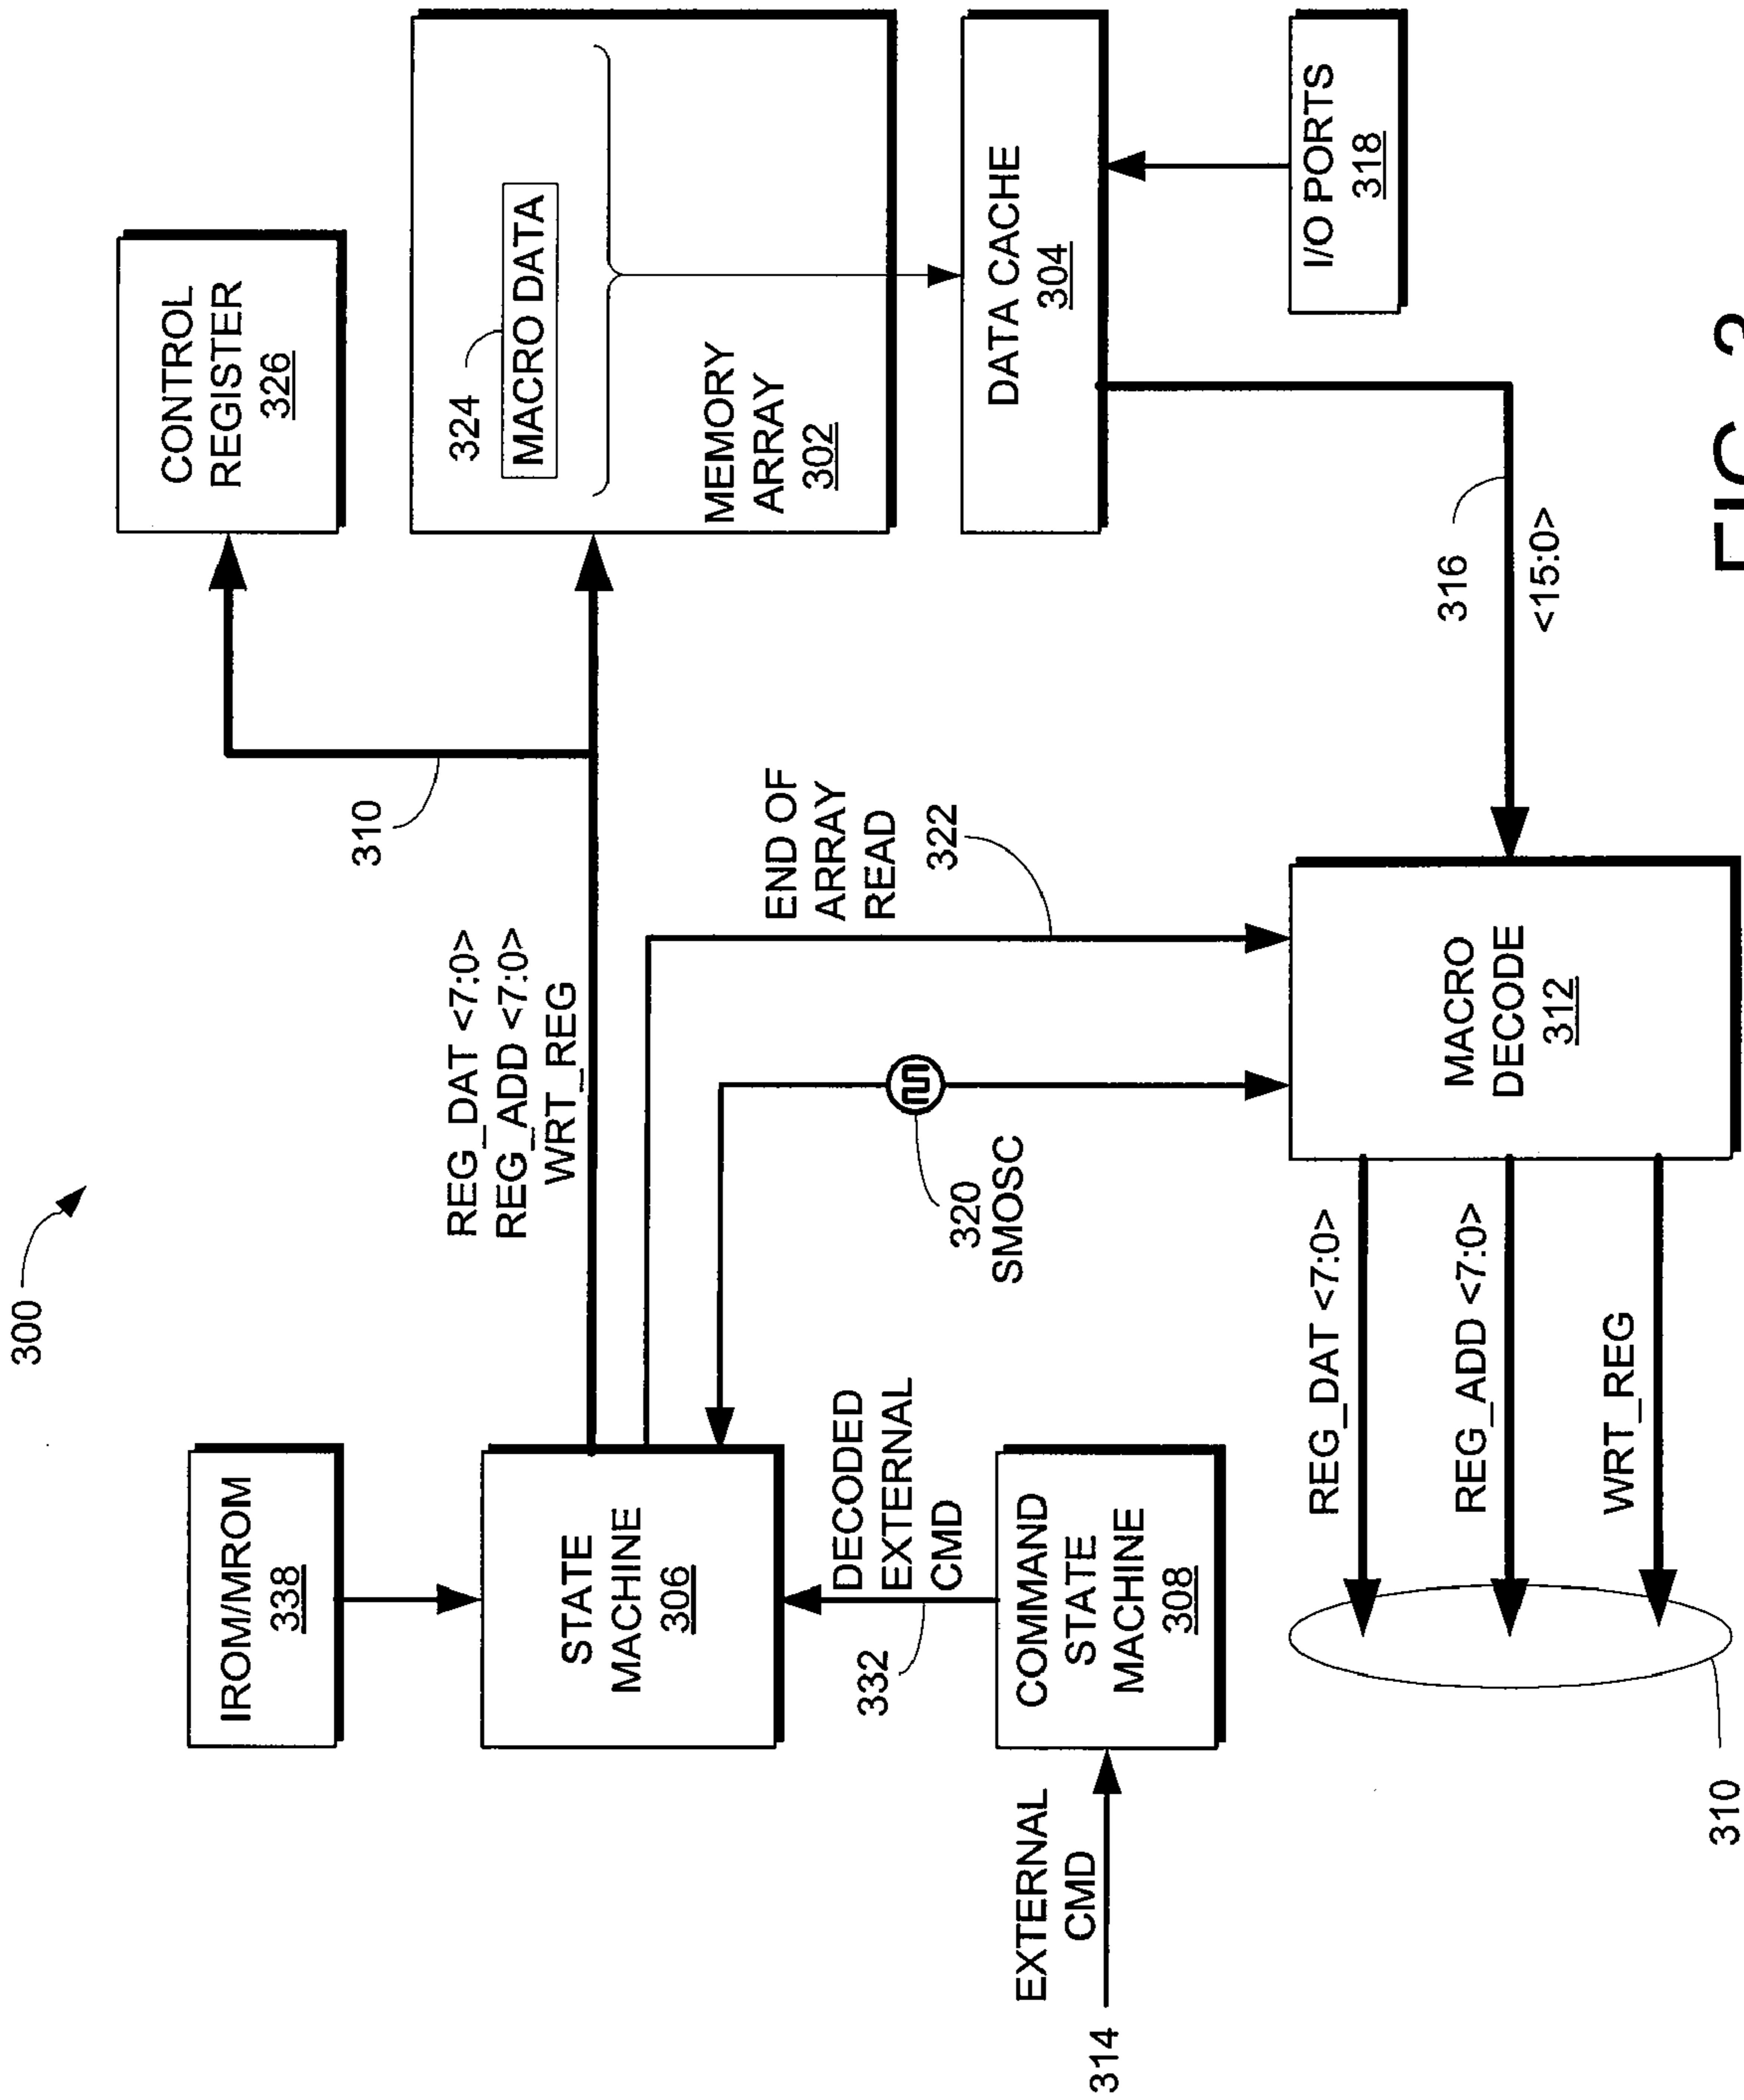 300
IROM/MROM
338
CONTROL
REGISTER
326
310
REG_DAT <7:0>
REG_ADD <7:0>
WRT_REG
STATE
MACHINE
306
324
MACRO DATA
MEMORY
ARRAY
302
END OF
ARRAY
READ
322
DECODED
EXTERNAL
CMD
332
320
SMOSC
DATA CACHE
304
EXTERNAL
CMD
314
COMMAND
STATE
MACHINE
308
I/O PORTS
318
316
<15:0>
MACRO
DECODE
312
REG_DAT <7:0>
REG_ADD <7:0>
WRT_REG
310